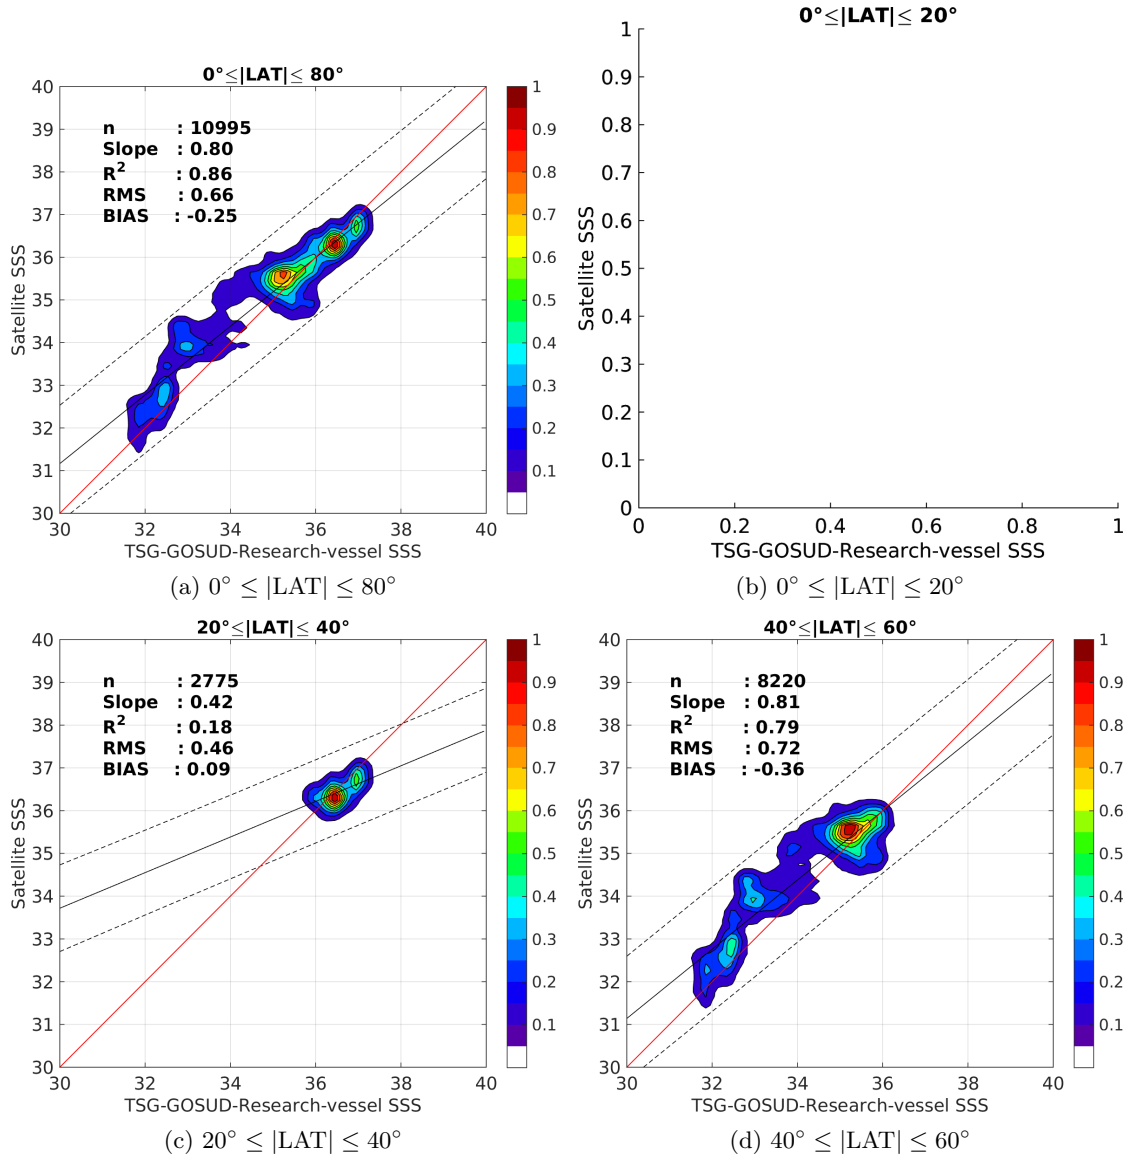 0°≤|LAT|≤ 80°
40
39
38
37
36
35
34
33
32
31
30
Satellite SSS
n : 10995
Slope : 0.80
R2 : 0.86
RMS : 0.66
BIAS : -0.25
30 32 34 36 38 40
TSG-GOSUD-Research-vessel SSS
1
0.9
0.8
0.7
0.6
0.5
0.4
0.3
0.2
0.1
(a) 0° ≤ |LAT| ≤ 80°
0°≤|LAT|≤ 20°
1
0.9
0.8
0.7
0.6
0.5
0.4
0.3
0.2
0.1
0
Satellite SSS
0 0.2 0.4 0.6 0.8 1
TSG-GOSUD-Research-vessel SSS
(b) 0° ≤ |LAT| ≤ 20°
20°≤|LAT|≤ 40°
40
39
38
37
36
35
34
33
32
31
30
Satellite SSS
n : 2775
Slope : 0.42
R2 : 0.18
RMS : 0.46
BIAS : 0.09
30 32 34 36 38 40
TSG-GOSUD-Research-vessel SSS
1
0.9
0.8
0.7
0.6
0.5
0.4
0.3
0.2
0.1
(c) 20° ≤ |LAT| ≤ 40°
40°≤|LAT|≤ 60°
40
39
38
37
36
35
34
33
32
31
30
Satellite SSS
n : 8220
Slope : 0.81
R2 : 0.79
RMS : 0.72
BIAS : -0.36
30 32 34 36 38 40
TSG-GOSUD-Research-vessel SSS
1
0.9
0.8
0.7
0.6
0.5
0.4
0.3
0.2
0.1
(d) 40° ≤ |LAT| ≤ 60°